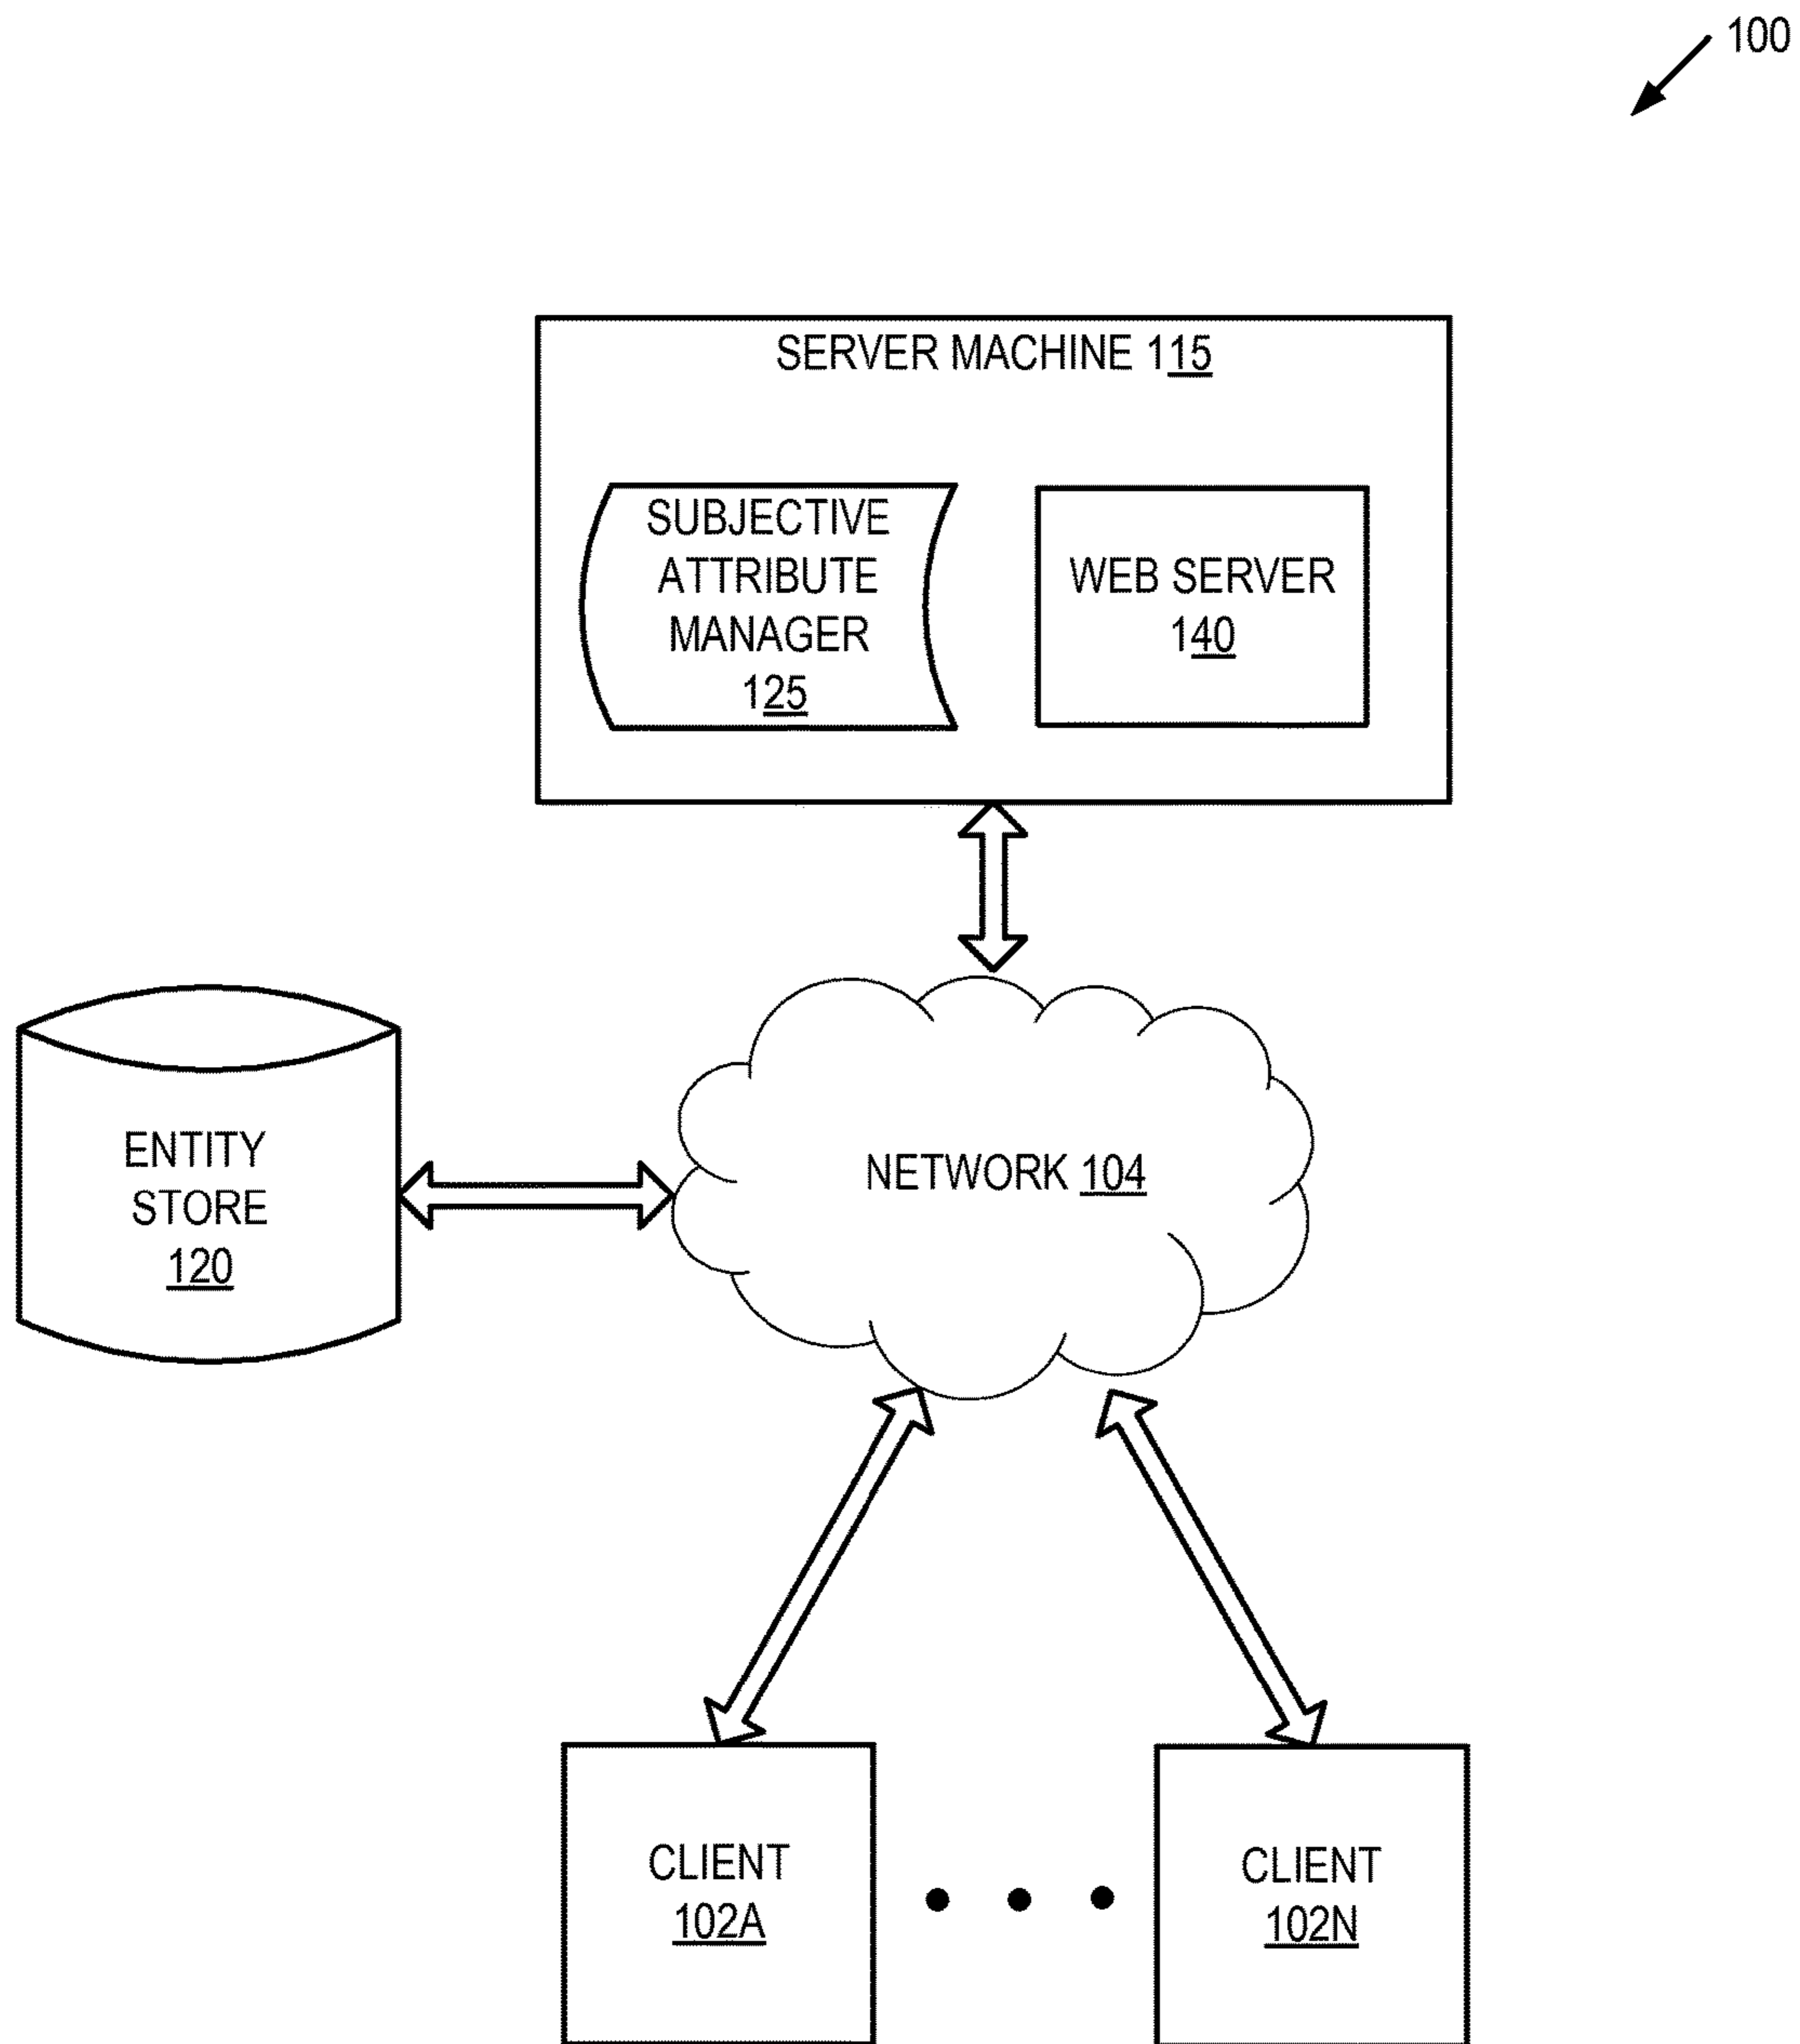 100
SERVER MACHINE 115
SUBJECTIVE
ATTRIBUTE
MANAGER
125
WEB SERVER
140
ENTITY
STORE
120
NETWORK 104
CLIENT
102A
CLIENT
102N